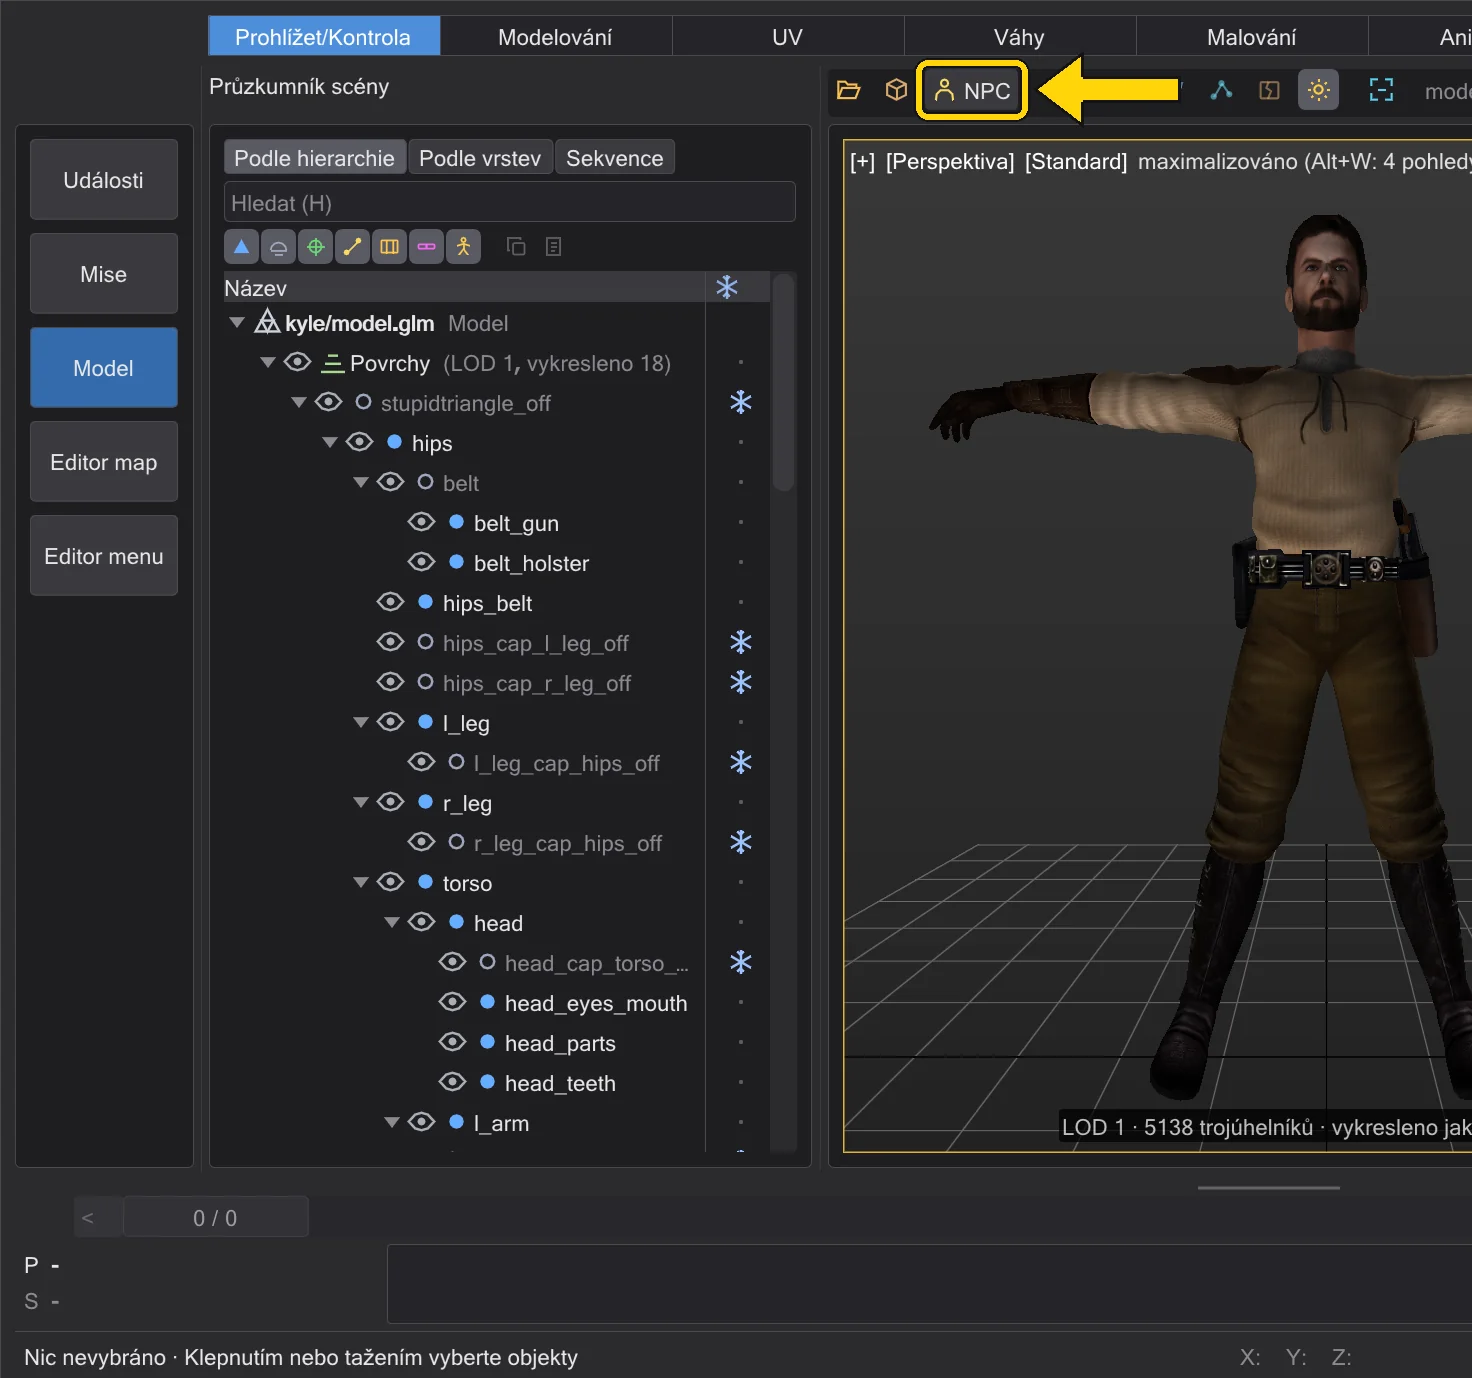 Prohlížet/Kontrola
Modelování
UV
Váhy
Malování
Ani
Průzkumník scény
NPC
mode
Události
Mise
Model
Editor map
Editor menu
Podle hierarchie
Podle vrstev
Sekvence
Hledat (H)
Název
kyle/model.glm Model
Povrchy (LOD 1, vykresleno 18)
stupidtriangle_off
hips
belt
belt_gun
belt_holster
hips_belt
hips_cap_l_leg_off
hips_cap_r_leg_off
l_leg
l_leg_cap_hips_off
r_leg
r_leg_cap_hips_off
torso
head
head_cap_torso_...
head_eyes_mouth
head_parts
head_teeth
l_arm
[+] [Perspektiva] [Standard] maximalizováno (Alt+W: 4 pohledy
LOD 1 · 5138 trojúhelníků · vykresleno jak
<
0 / 0
P -
S -
Nic nevybráno · Klepnutím nebo tažením vyberte objekty
X: Y: Z: